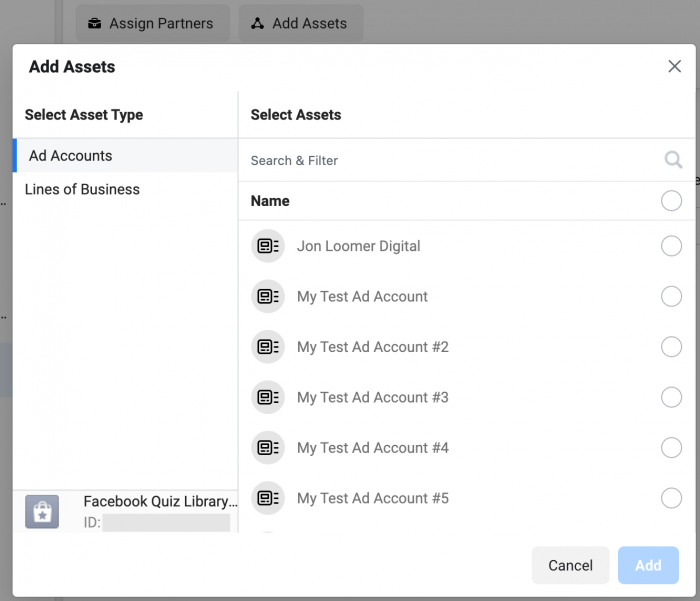 Assign Partners
Add Assets
Add Assets
Select Asset Type
Select Assets
Ad Accounts
Search & Filter
Lines of Business
Name
Jon Loomer Digital
My Test Ad Account
My Test Ad Account #2
My Test Ad Account #3
My Test Ad Account #4
My Test Ad Account #5
Facebook Quiz Library...
ID:
Cancel
Add